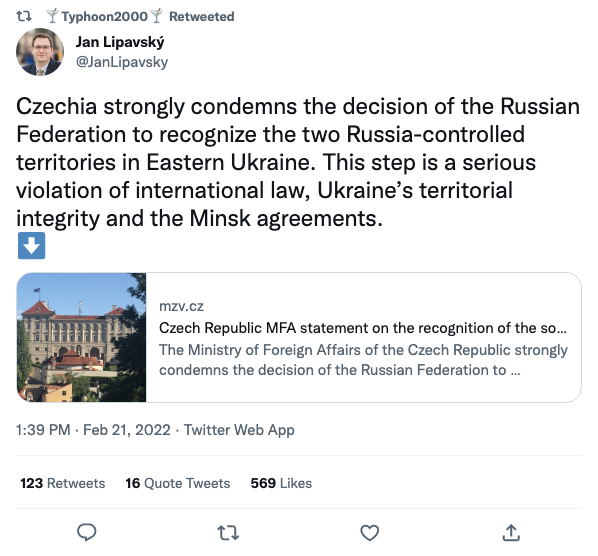 🍸Typhoon2000🍸 Retweeted
Jan Lipavský
@JanLipavsky
Czechia strongly condemns the decision of the Russian
Federation to recognize the two Russia-controlled
territories in Eastern Ukraine. This step is a serious
violation of international law, Ukraine’s territorial
integrity and the Minsk agreements.
⬇️
mzv.cz
Czech Republic MFA statement on the recognition of the so...
The Ministry of Foreign Affairs of the Czech Republic strongly
condemns the decision of the Russian Federation to ...
1:39 PM · Feb 21, 2022 · Twitter Web App
123 Retweets 16 Quote Tweets 569 Likes